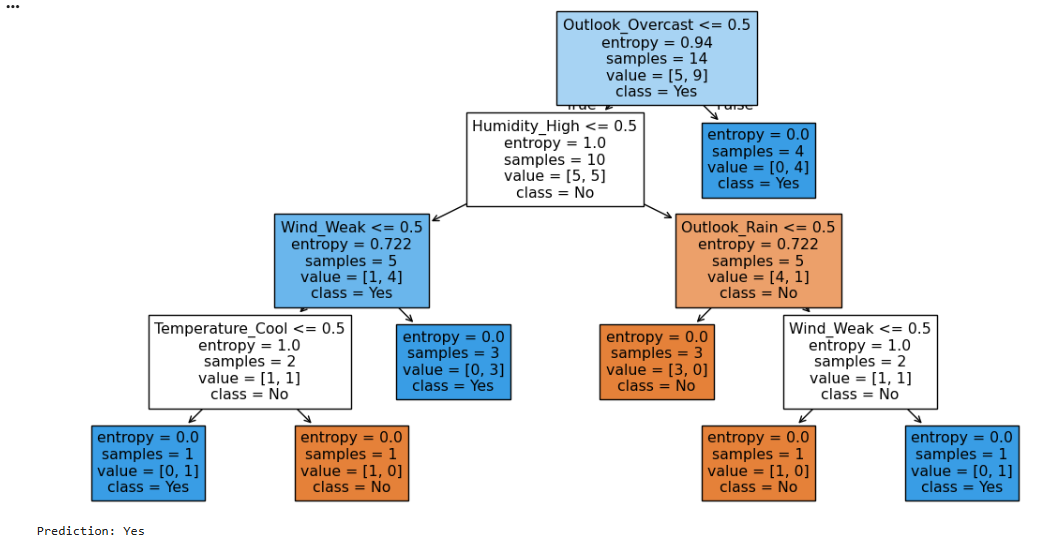 ...
Outlook_Overcast <= 0.5
entropy = 0.94
samples = 14
value = [5, 9]
class = Yes
True
False
Humidity_High <= 0.5
entropy = 1.0
samples = 10
value = [5, 5]
class = No
entropy = 0.0
samples = 4
value = [0, 4]
class = Yes
Wind_Weak <= 0.5
entropy = 0.722
samples = 5
value = [1, 4]
class = Yes
Outlook_Rain <= 0.5
entropy = 0.722
samples = 5
value = [4, 1]
class = No
Temperature_Cool <= 0.5
entropy = 1.0
samples = 2
value = [1, 1]
class = No
entropy = 0.0
samples = 3
value = [0, 3]
class = Yes
entropy = 0.0
samples = 3
value = [3, 0]
class = No
Wind_Weak <= 0.5
entropy = 1.0
samples = 2
value = [1, 1]
class = No
entropy = 0.0
samples = 1
value = [0, 1]
class = Yes
entropy = 0.0
samples = 1
value = [1, 0]
class = No
entropy = 0.0
samples = 1
value = [1, 0]
class = No
entropy = 0.0
samples = 1
value = [0, 1]
class = Yes
Prediction: Yes